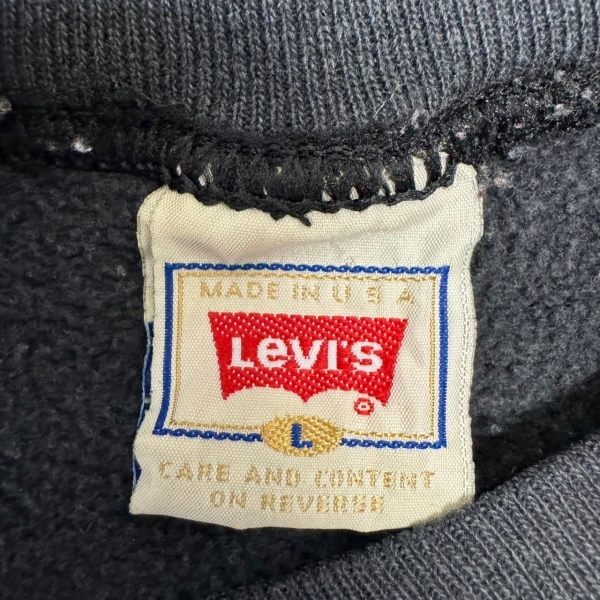 MADE IN U S A
LEVI'S
®
L
CARE AND CONTENT
ON REVERSE